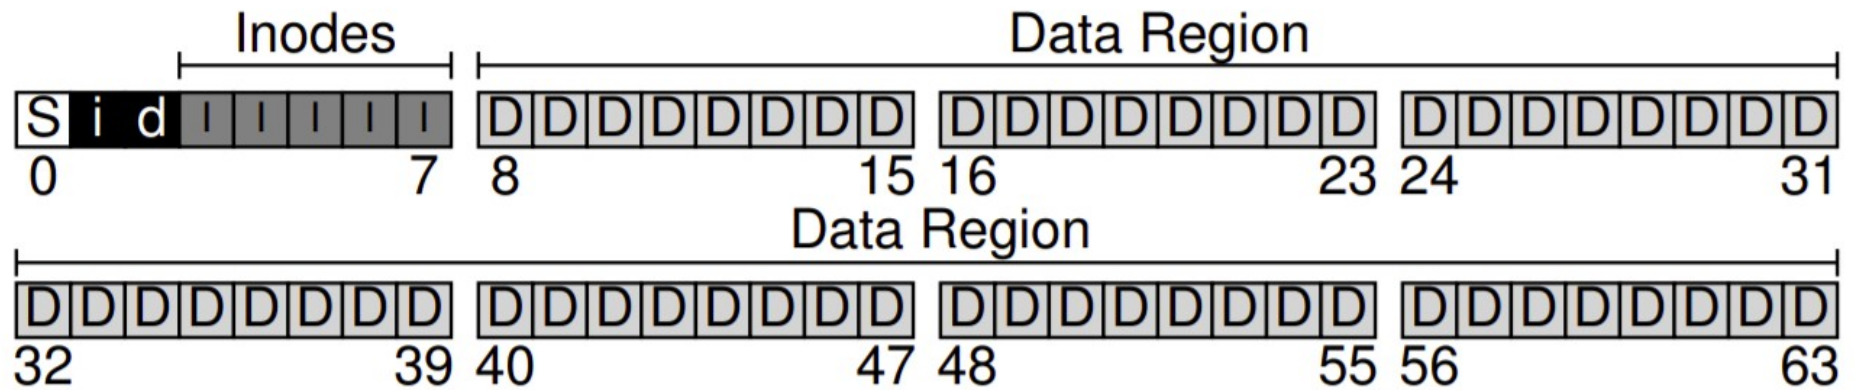 Inodes Data Region
S i d I I I I I D D D D D D D D D D D D D D D D D D D D D D D D
0 7 8 15 16 23 24 31
Data Region
D D D D D D D D D D D D D D D D D D D D D D D D D D D D D D D D
32 39 40 47 48 55 56 63